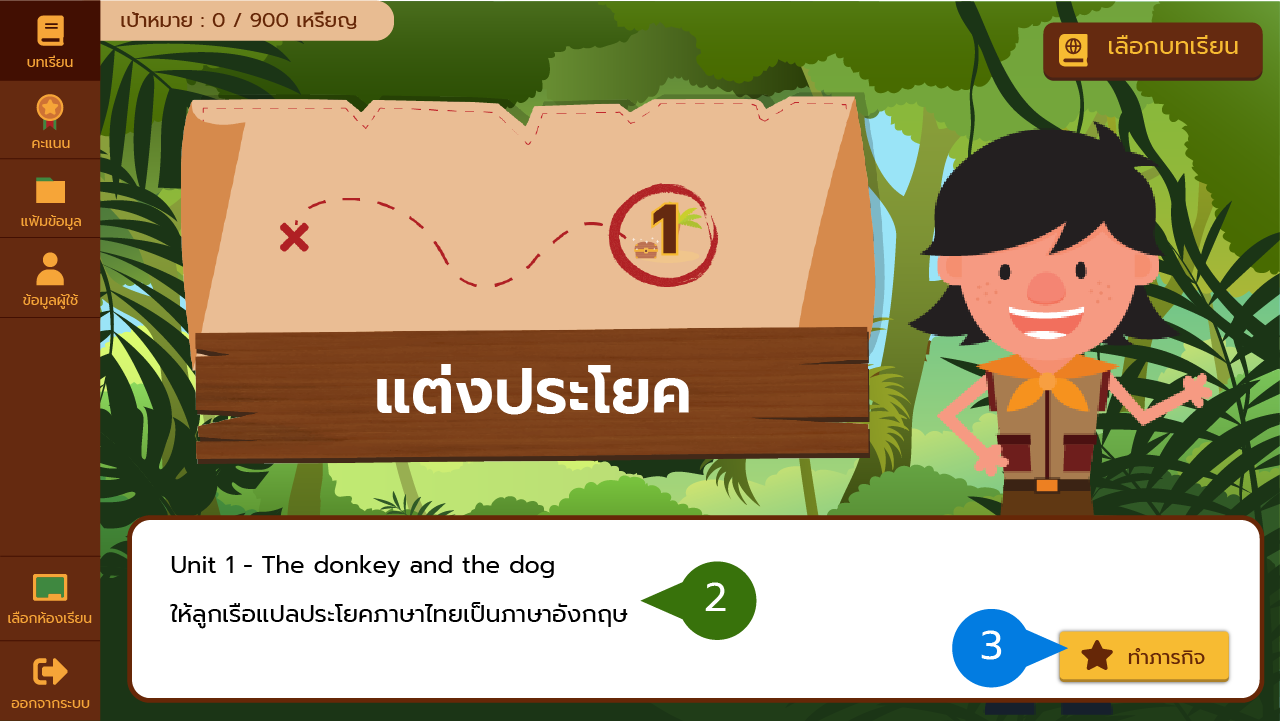 เป้าหมาย : 0 / 900 เหรียญ
บทเรียน
คะแนน
แฟ้มข้อมูล
ข้อมูลผู้ใช้
เลือกห้องเรียน
ออกจากระบบ
เลือกบทเรียน
1
แต่งประโยค
Unit 1 - The donkey and the dog
ให้ลูกเรือแปลประโยคภาษาไทยเป็นภาษาอังกฤษ
2
3
ทำภารกิจ